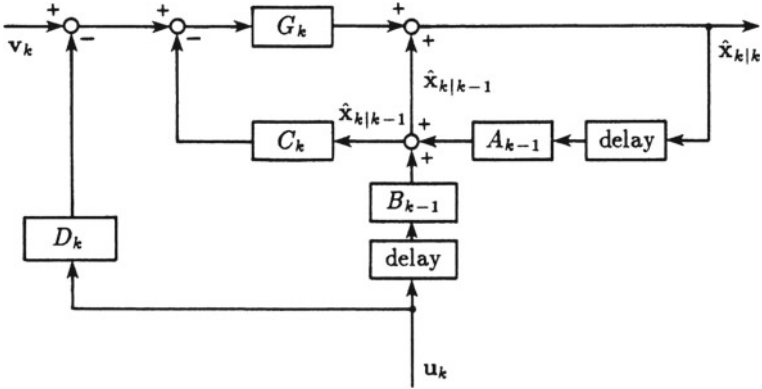 + + G_k +
v_k − − + x̂_{k|k}
x̂_{k|k−1}
x̂_{k|k−1} +
C_k + A_{k−1} delay
+
B_{k−1}
D_k
delay
u_k